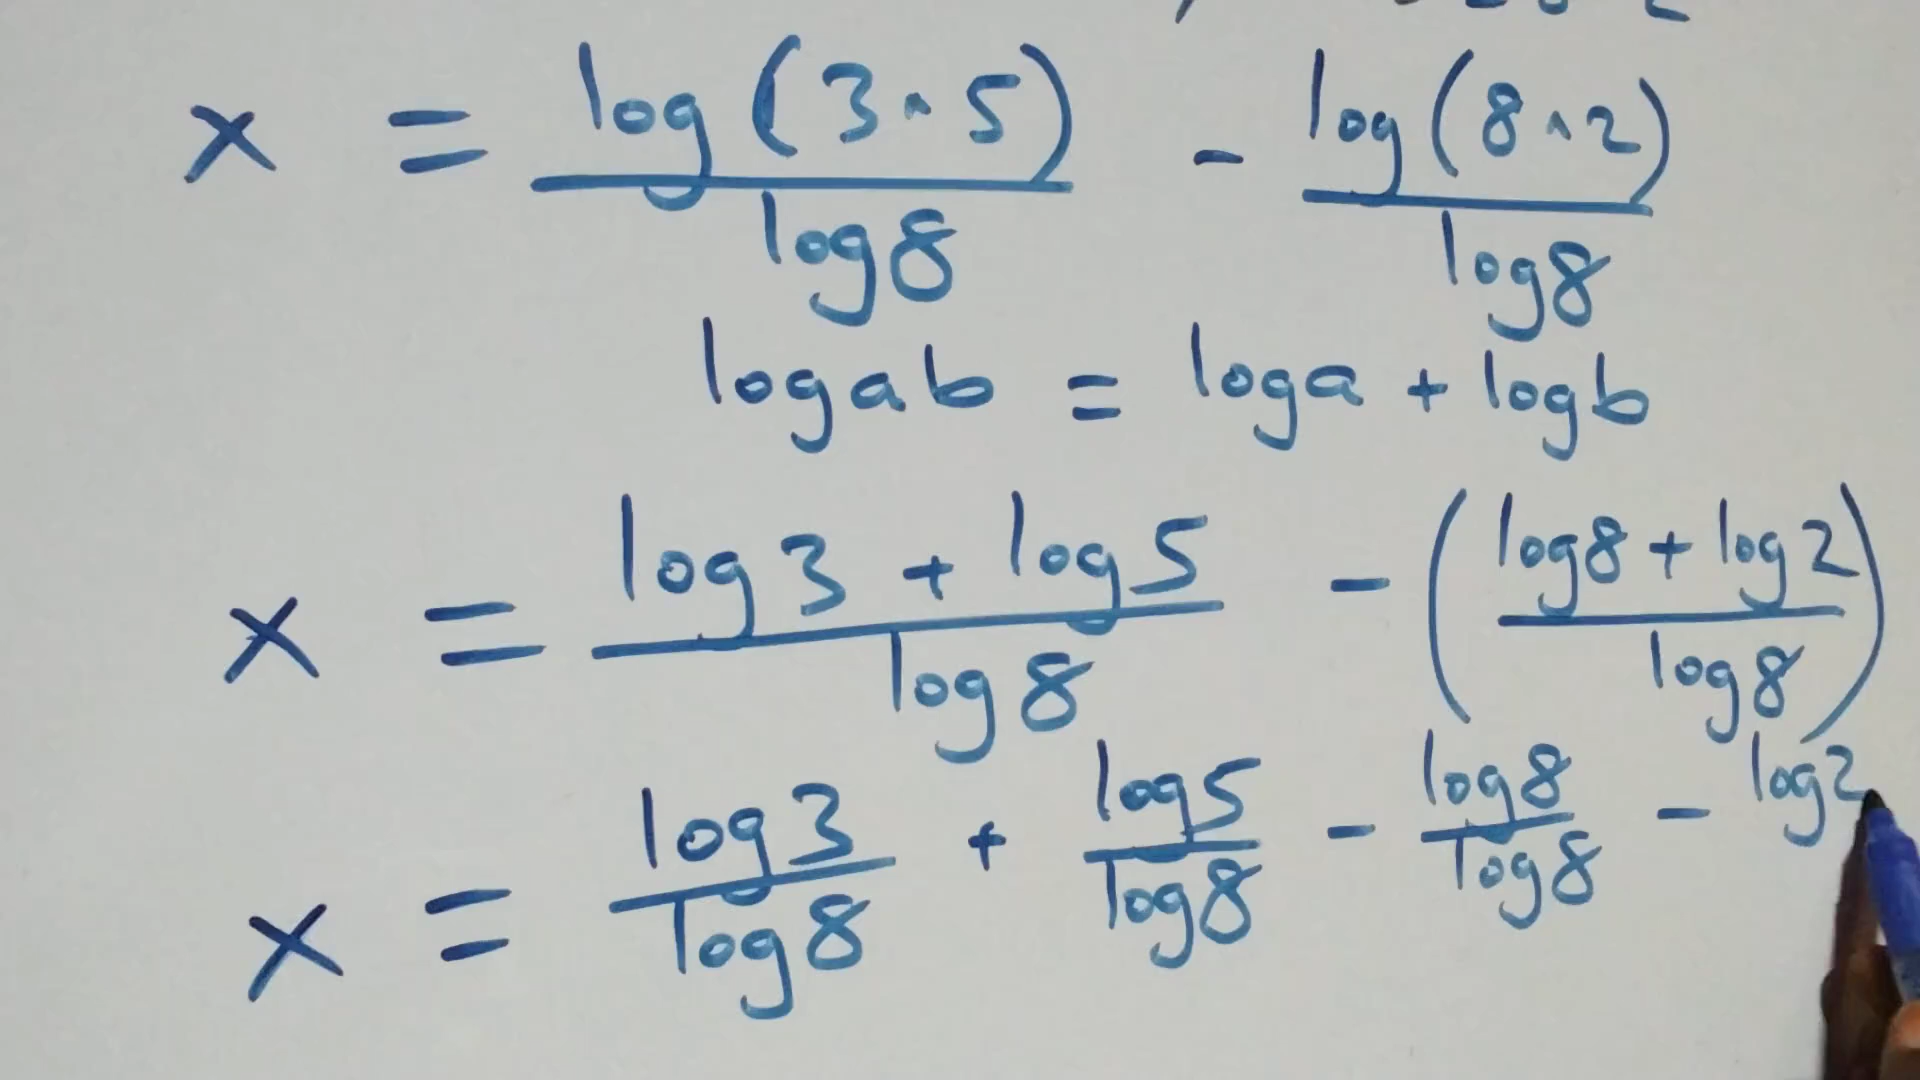 x = log(3·5)/log8 - log(8·2)/log8
logab = loga + logb
x = log3 + log5/log8 - (log8 + log2/log8)
x = log3/log8 + log5/log8 - log8/log8 - log2